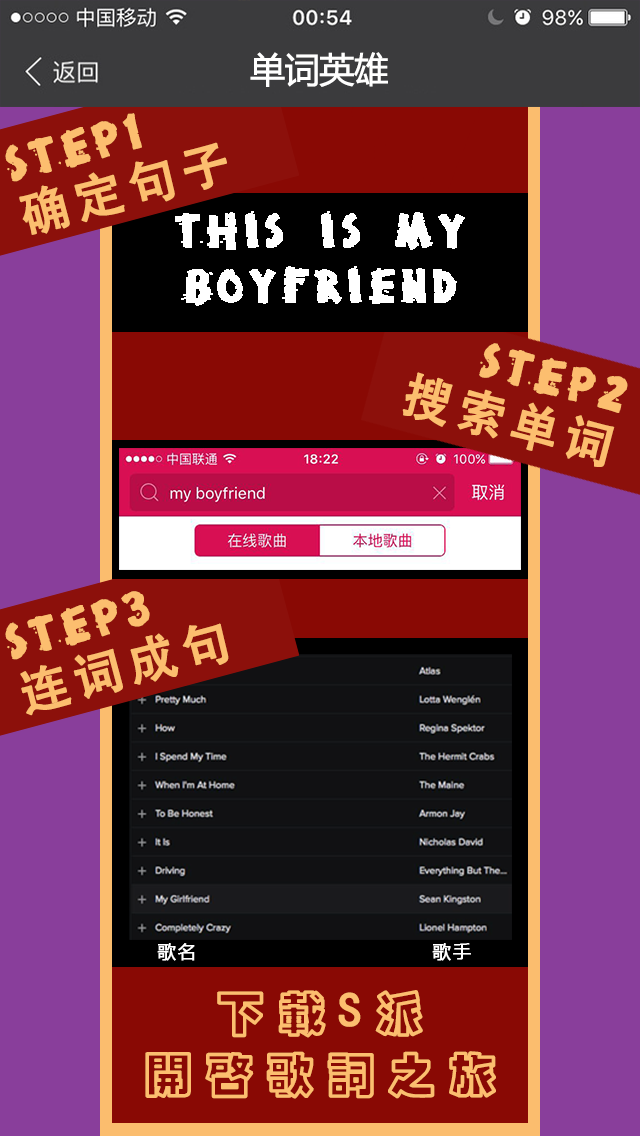 中国移动 00:54 98%
返回 单词英雄
STEP1
确定句子
THIS IS MY
BOYFRIEND
STEP2
搜索单词
中国联通 18:22 100%
my boyfriend 取消
在线歌曲 本地歌曲
STEP3
连词成句
Atlas
+ Pretty Much Lotta Wenglén
+ How Regina Spektor
+ I Spend My Time The Hermit Crabs
+ When I'm At Home The Maine
+ To Be Honest Armon Jay
+ It Is Nicholas David
+ Driving Everything But The...
+ My Girlfriend Sean Kingston
+ Completely Crazy Lionel Hampton
歌名 歌手
下載S派
開啓歌詞之旅